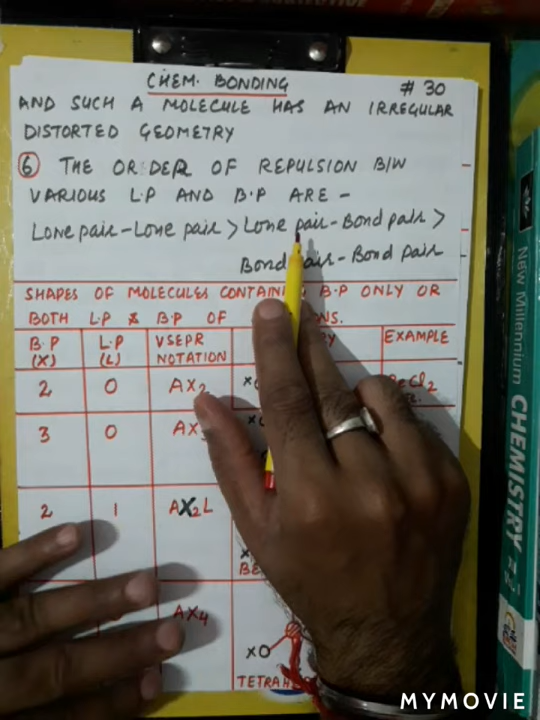 CHEM. BONDING # 30
AND SUCH A MOLECULE HAS AN IRREGULAR
DISTORTED GEOMETRY
6 THE ORDER OF REPULSION B/W
VARIOUS L.P AND B.P ARE -
Lone pair - Lone pair > Lone pair - Bond pair >
Bond pair - Bond pair
SHAPES OF MOLECULES CONTAINING B.P ONLY OR
BOTH L.P & B.P OF
B.P (X) L.P (L) VSEPR NOTATION EXAMPLE
2 0 AX2
3 0
2 1 AX2L
AX4
XO
New Millennium CHEMISTRY
MYMOVIE